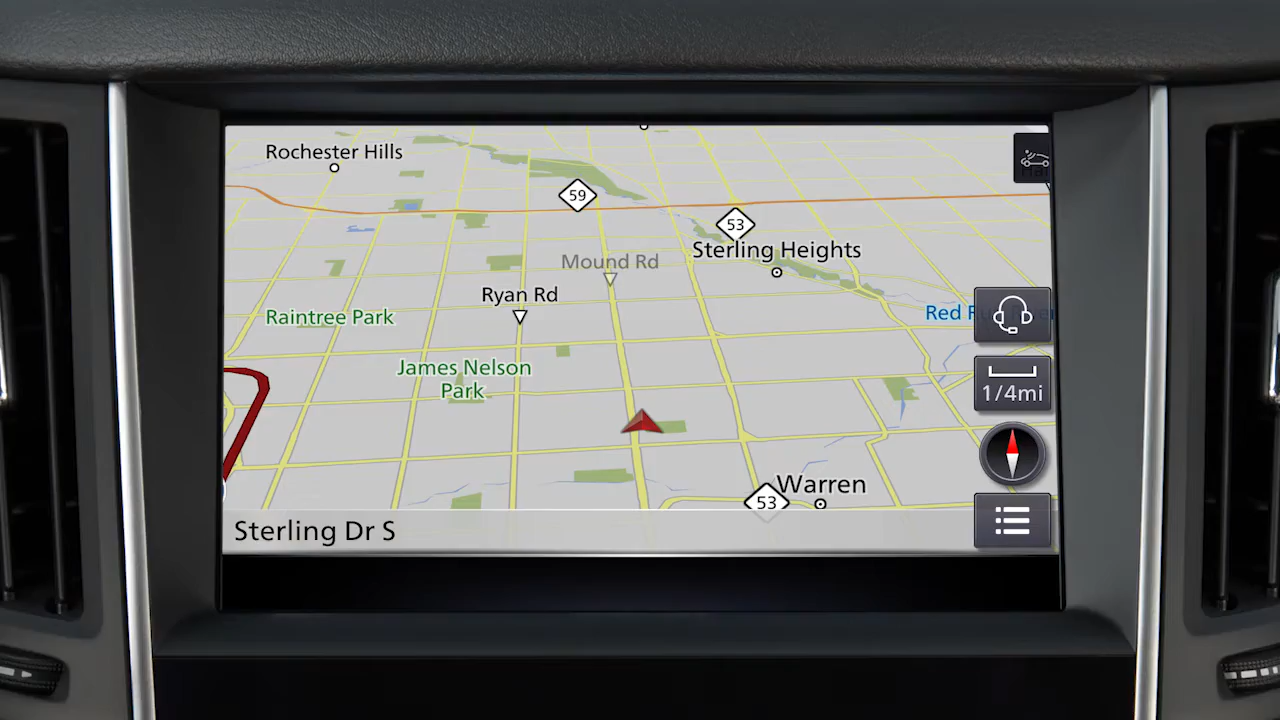 Rochester Hills
59
53
Sterling Heights
Mound Rd
Ryan Rd
Raintree Park
Red
James Nelson
Park
1/4mi
Warren
53
Sterling Dr S